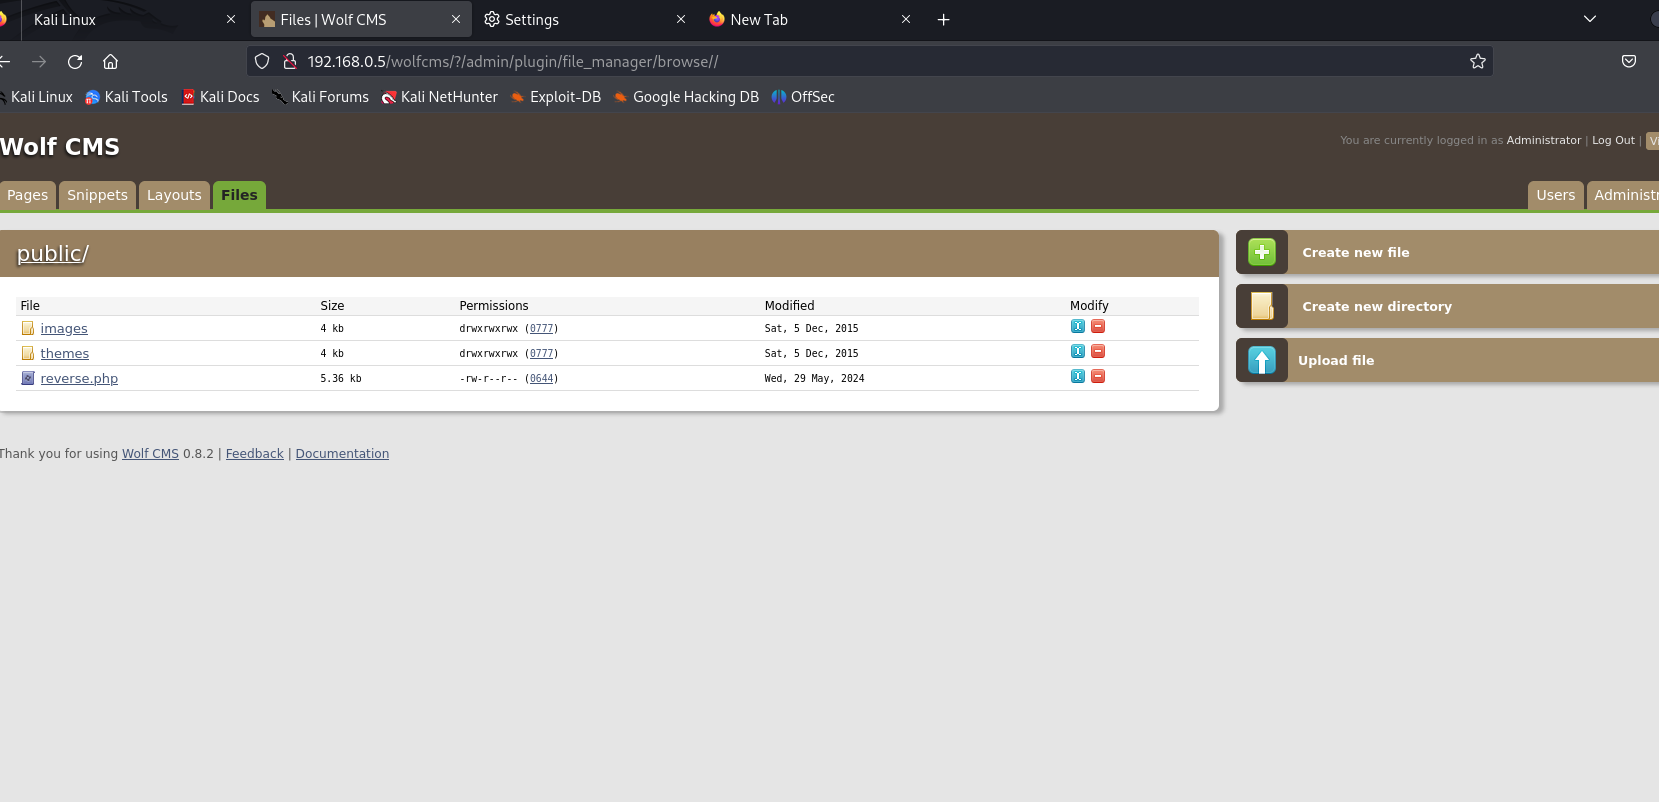 Kali Linux
Files | Wolf CMS
Settings
New Tab
192.168.0.5/wolfcms/?/admin/plugin/file_manager/browse//
Kali Linux Kali Tools Kali Docs Kali Forums Kali NetHunter Exploit-DB Google Hacking DB OffSec
Wolf CMS
You are currently logged in as Administrator | Log Out | Vi
Pages Snippets Layouts Files Users Administr
public/
File Size Permissions Modified Modify
images 4 kb drwxrwxrwx (0777) Sat, 5 Dec, 2015
themes 4 kb drwxrwxrwx (0777) Sat, 5 Dec, 2015
reverse.php 5.36 kb -rw-r--r-- (0644) Wed, 29 May, 2024
Create new file
Create new directory
Upload file
Thank you for using Wolf CMS 0.8.2 | Feedback | Documentation